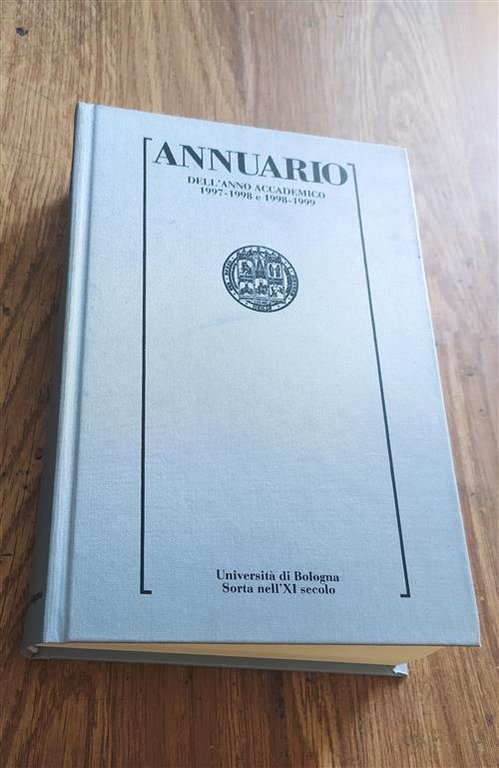 ANNUARIO
DELL'ANNO ACCADEMICO
1997-1998 e 1998-1999
Università di Bologna
Sorta nell'XI secolo